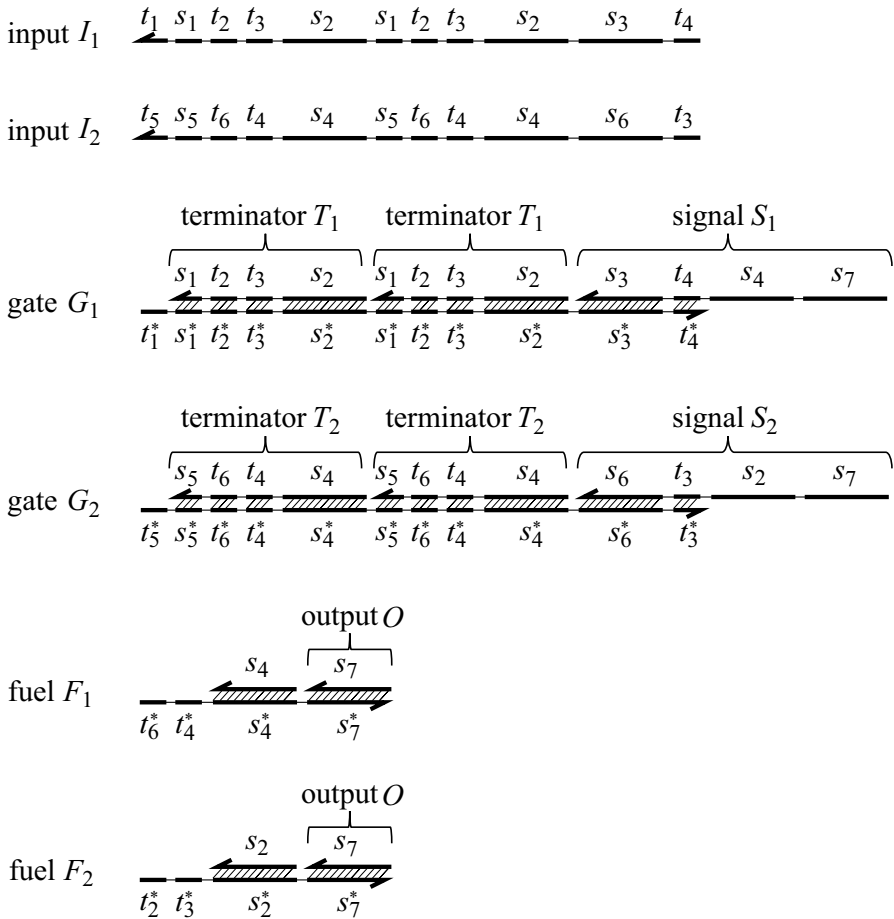 t₁ s₁ t₂ t₃ s₂ s₁ t₂ t₃ s₂ s₃ t₄
input I₁
t₅ s₅ t₆ t₄ s₄ s₅ t₆ t₄ s₄ s₆ t₃
input I₂
terminator T₁ terminator T₁ signal S₁
s₁ t₂ t₃ s₂ s₁ t₂ t₃ s₂ s₃ t₄ s₄ s₇
gate G₁
t₁* s₁* t₂* t₃* s₂* s₁* t₂* t₃* s₂* s₃* t₄*
terminator T₂ terminator T₂ signal S₂
s₅ t₆ t₄ s₄ s₅ t₆ t₄ s₄ s₆ t₃ s₂ s₇
gate G₂
t₅* s₅* t₆* t₄* s₄* s₅* t₆* t₄* s₄* s₆* t₃*
output O
s₄ s₇
fuel F₁
t₆* t₄* s₄* s₇*
output O
s₂ s₇
fuel F₂
t₂* t₃* s₂* s₇*